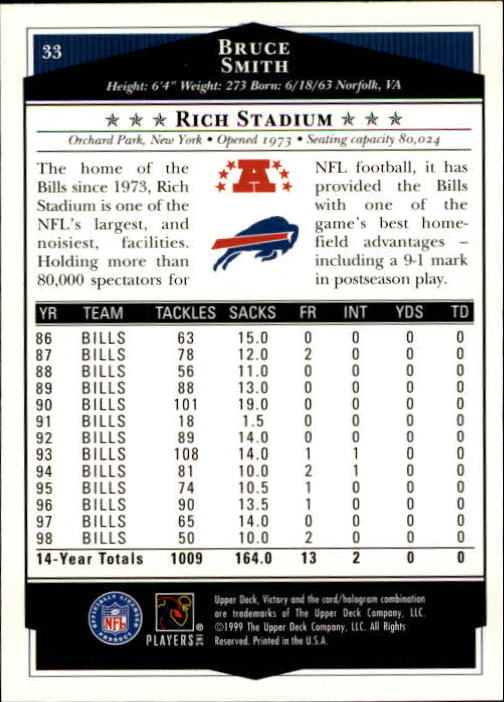 33
BRUCE
SMITH
Height: 6'4" Weight: 273 Born: 6/18/63 Norfolk, VA
★ ★ ★ RICH STADIUM ★ ★ ★
Orchard Park, New York • Opened 1973 • Seating capacity 80,024
The home of the
Bills since 1973, Rich
Stadium is one of the
NFL's largest, and
noisiest, facilities.
Holding more than
80,000 spectators for
A
NFL football, it has
provided the Bills
with one of the
game's best home-
field advantages –
including a 9-1 mark
in postseason play.
YR TEAM TACKLES SACKS FR INT YDS TD
86 BILLS 63 15.0 0 0 0 0
87 BILLS 78 12.0 2 0 0 0
88 BILLS 56 11.0 0 0 0 0
89 BILLS 88 13.0 0 0 0 0
90 BILLS 101 19.0 0 0 0 0
91 BILLS 18 1.5 0 0 0 0
92 BILLS 89 14.0 0 0 0 0
93 BILLS 108 14.0 1 1 0 0
94 BILLS 81 10.0 2 1 0 0
95 BILLS 74 10.5 1 0 0 0
96 BILLS 90 13.5 1 0 0 0
97 BILLS 65 14.0 0 0 0 0
98 BILLS 50 10.0 2 0 0 0
14-Year Totals 1009 164.0 13 2 0 0
OFFICIALLY LICENSED
NFL
PRODUCT
PLAYERS INC ®
Upper Deck, Victory and the card/hologram combination
are trademarks of The Upper Deck Company, LLC.
©1999 The Upper Deck Company, LLC. All Rights
Reserved. Printed in the U.S.A.